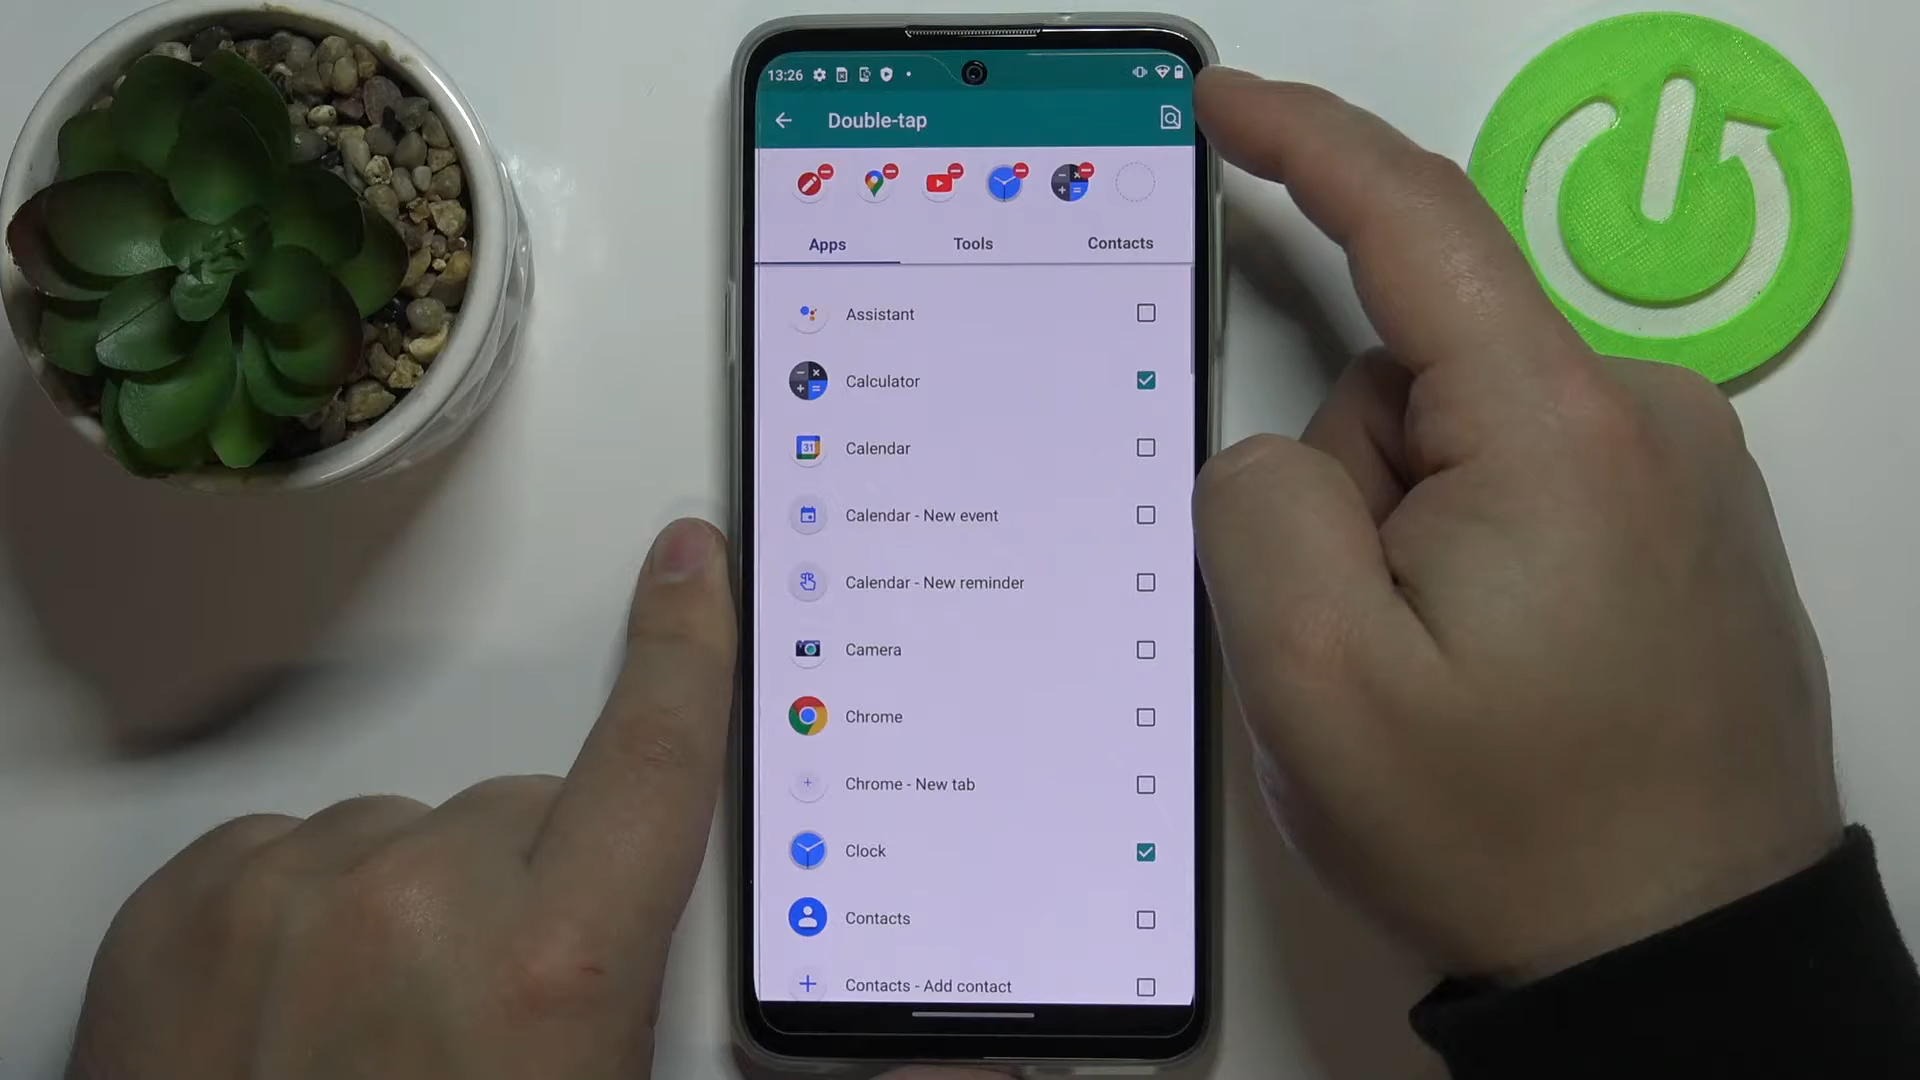 13:26
Double-tap
Apps Tools Contacts
Assistant
Calculator
31 Calendar
Calendar - New event
Calendar - New reminder
Camera
Chrome
Chrome - New tab
Clock
Contacts
Contacts - Add contact